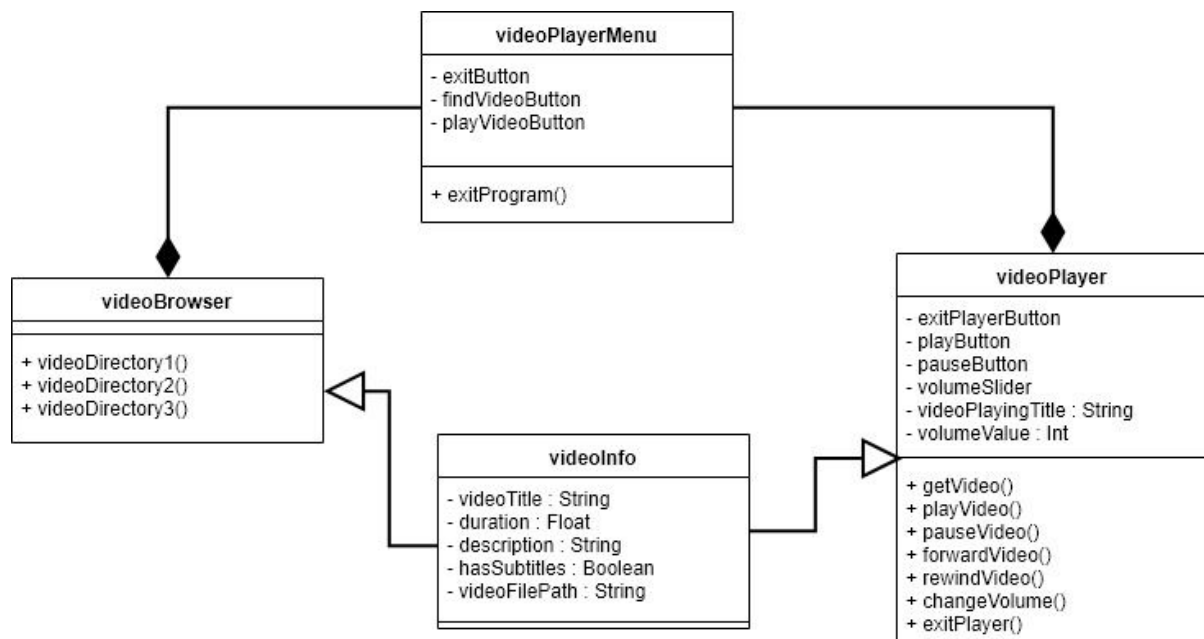 videoPlayerMenu
- exitButton
- findVideoButton
- playVideoButton
+ exitProgram()
videoBrowser
+ videoDirectory1()
+ videoDirectory2()
+ videoDirectory3()
videoPlayer
- exitPlayerButton
- playButton
- pauseButton
- volumeSlider
- videoPlayingTitle : String
- volumeValue : Int
+ getVideo()
+ playVideo()
+ pauseVideo()
+ forwardVideo()
+ rewindVideo()
+ changeVolume()
+ exitPlayer()
videoInfo
- videoTitle : String
- duration : Float
- description : String
- hasSubtitles : Boolean
- videoFilePath : String